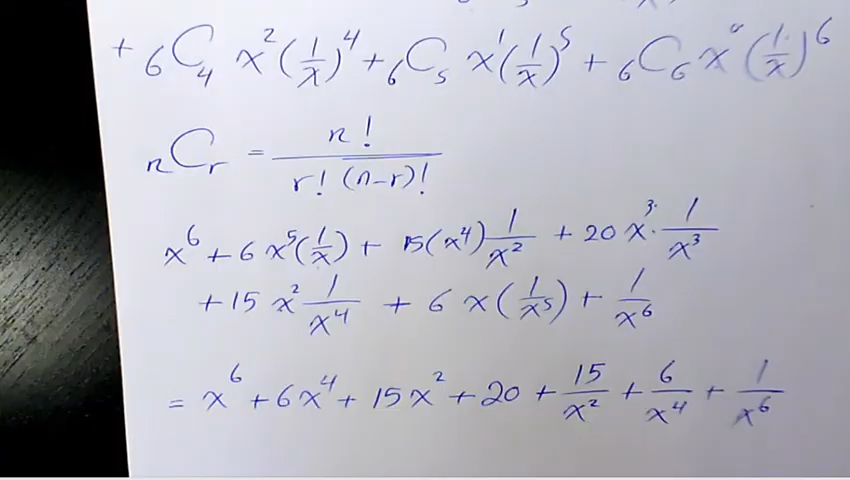 + ₆C₄ x²(1/x)⁴ + ₆C₅ x¹(1/x)⁵ + ₆C₆ x⁰(1/x)⁶
ₙCᵣ = n! / r! (n-r)!
x⁶ + 6x⁵(1/x) + 15(x⁴) 1/x² + 20x³· 1/x³
+15 x² 1/x⁴ + 6x(1/x⁵) + 1/x⁶
= x⁶ + 6x⁴ + 15x² + 20 + 15/x² + 6/x⁴ + 1/x⁶